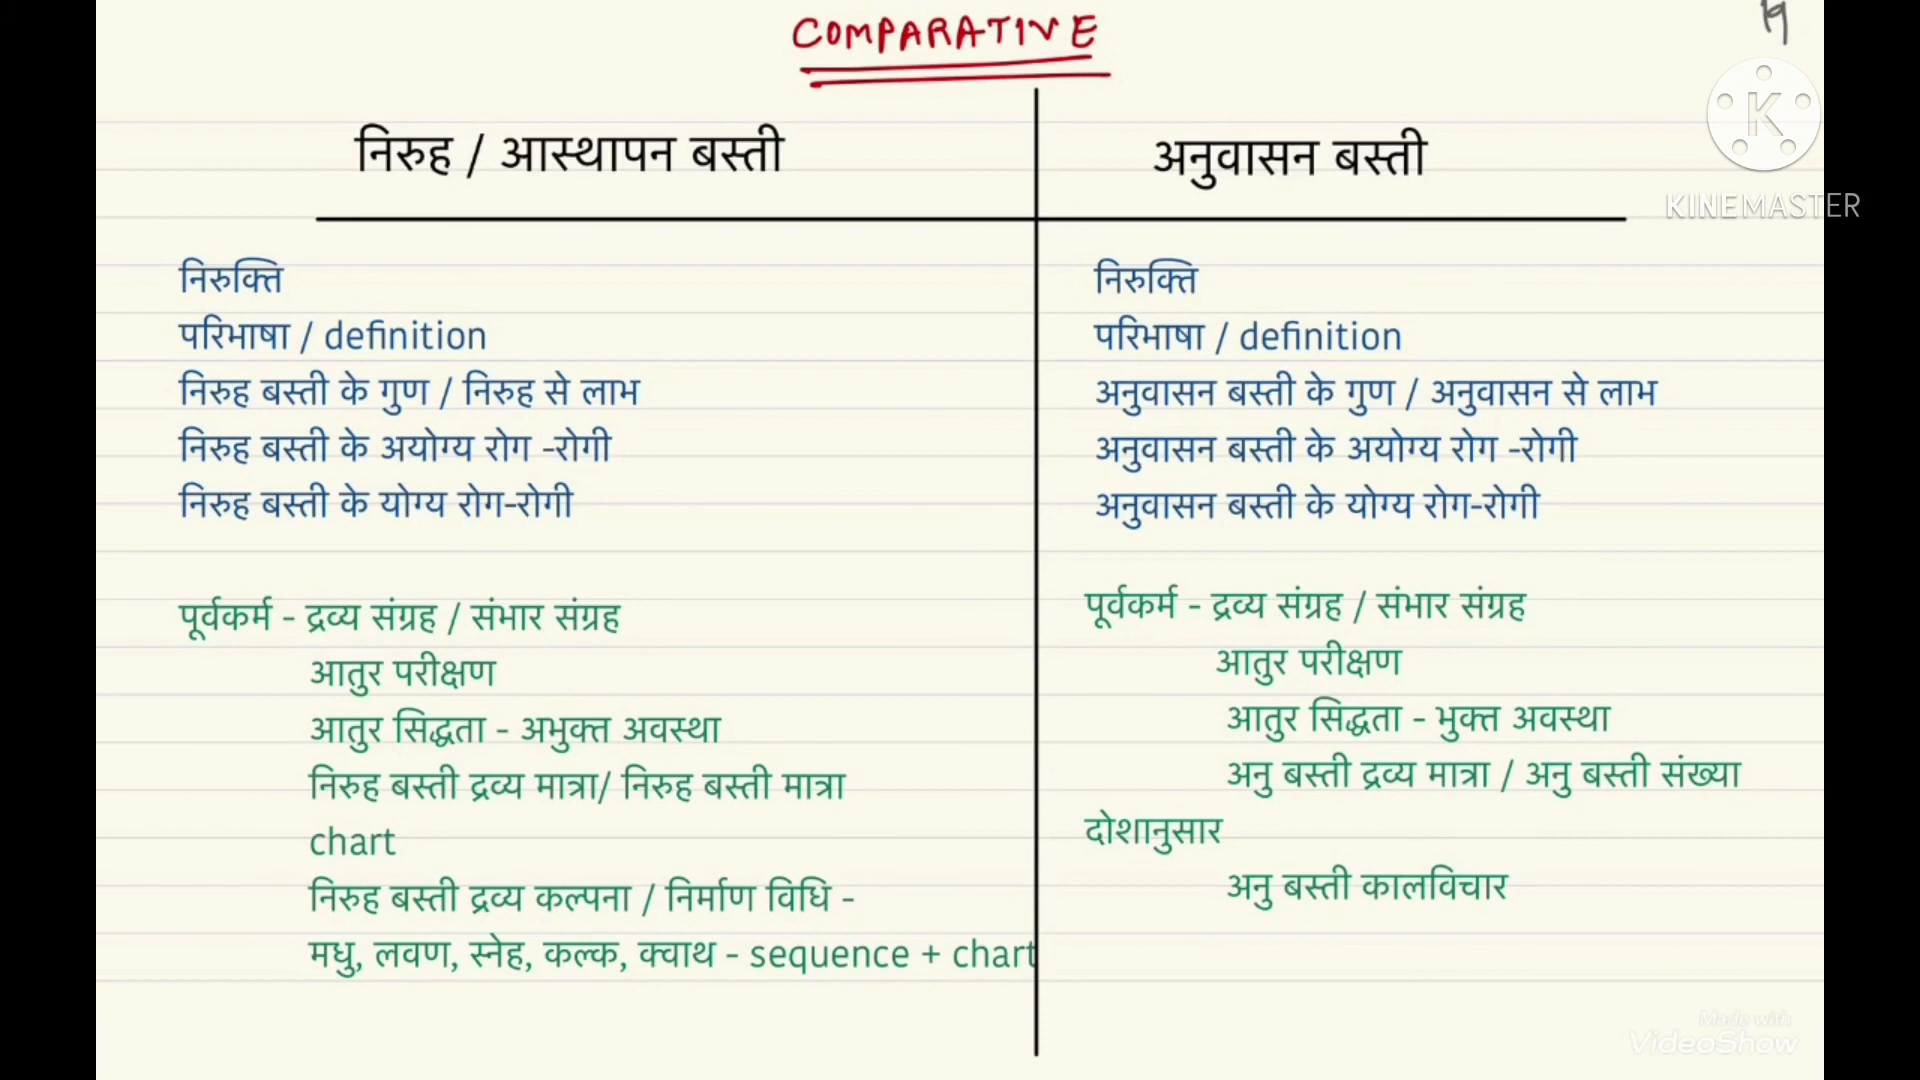 COMPARATIVE
निरुह / आस्थापन बस्ती
निरुक्ति
परिभाषा / definition
निरुह बस्ती के गुण / निरुह से लाभ
निरुह बस्ती के अयोग्य रोग -रोगी
निरुह बस्ती के योग्य रोग-रोगी
पूर्वकर्म - द्रव्य संग्रह / संभार संग्रह
आतुर परीक्षण
आतुर सिद्धता - अभुक्त अवस्था
निरुह बस्ती द्रव्य मात्रा/ निरुह बस्ती मात्रा
chart
निरुह बस्ती द्रव्य कल्पना / निर्माण विधि -
मधु, लवण, स्नेह, कल्क, क्वाथ - sequence + chart
अनुवासन बस्ती
निरुक्ति
परिभाषा / definition
अनुवासन बस्ती के गुण / अनुवासन से लाभ
अनुवासन बस्ती के अयोग्य रोग -रोगी
अनुवासन बस्ती के योग्य रोग-रोगी
पूर्वकर्म - द्रव्य संग्रह / संभार संग्रह
आतुर परीक्षण
आतुर सिद्धता - भुक्त अवस्था
अनु बस्ती द्रव्य मात्रा / अनु बस्ती संख्या
दोशानुसार
अनु बस्ती कालविचार
K
KINEMASTER
Made with
VideoShow